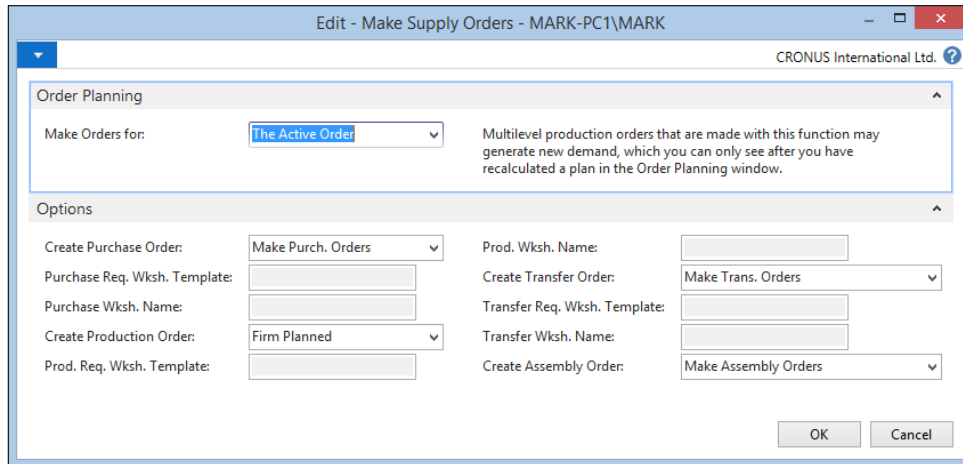 Edit - Make Supply Orders - MARK-PC1\MARK
CRONUS International Ltd.
Order Planning
Make Orders for:
The Active Order
Multilevel production orders that are made with this function may
generate new demand, which you can only see after you have
recalculated a plan in the Order Planning window.
Options
Create Purchase Order:
Make Purch. Orders
Purchase Req. Wksh. Template:
Purchase Wksh. Name:
Create Production Order:
Firm Planned
Prod. Req. Wksh. Template:
Prod. Wksh. Name:
Create Transfer Order:
Make Trans. Orders
Transfer Req. Wksh. Template:
Transfer Wksh. Name:
Create Assembly Order:
Make Assembly Orders
OK
Cancel